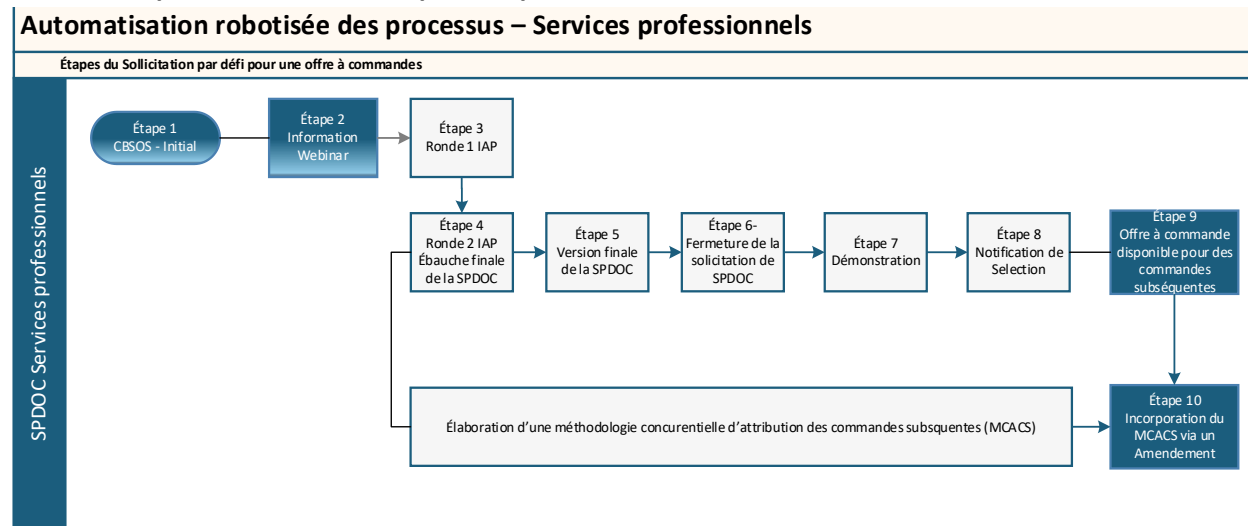 Automatisation robotisée des processus – Services professionnels
Étapes du Sollicitation par défi pour une offre à commandes
SPDOC Services professionnels
Étape 1
CBSOS - Initial
Étape 2
Information
Webinar
Étape 3
Ronde 1 IAP
Étape 4
Ronde 2 IAP
Ébauche finale
de la SPDOC
Étape 5
Version finale
de la SPDOC
Étape 6-
Fermeture de la
solicitation de
SPDOC
Étape 7
Démonstration
Étape 8
Notification de
Selection
Étape 9
Offre à commande
disponible pour des
commandes
subséquentes
Élaboration d’une méthodologie concurentielle d’attribution des commandes subsquentes (MCACS)
Étape 10
Incorporation du
MCACS via un
Amendement